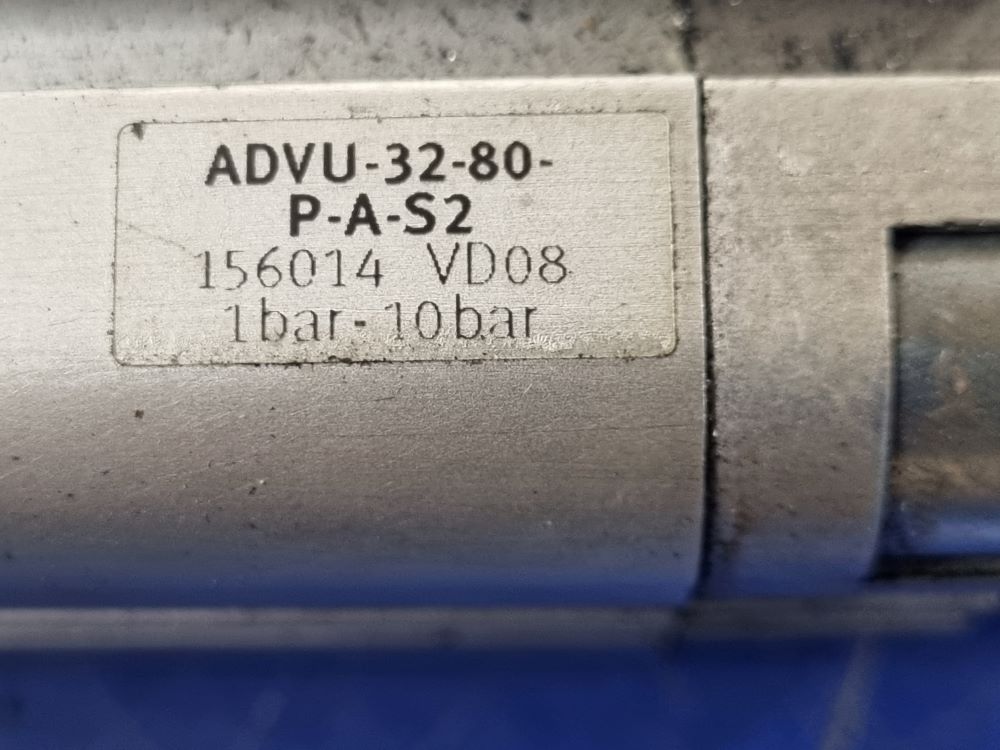 ADVU-32-80-
P-A-S2
156014 VD08
1bar-10bar